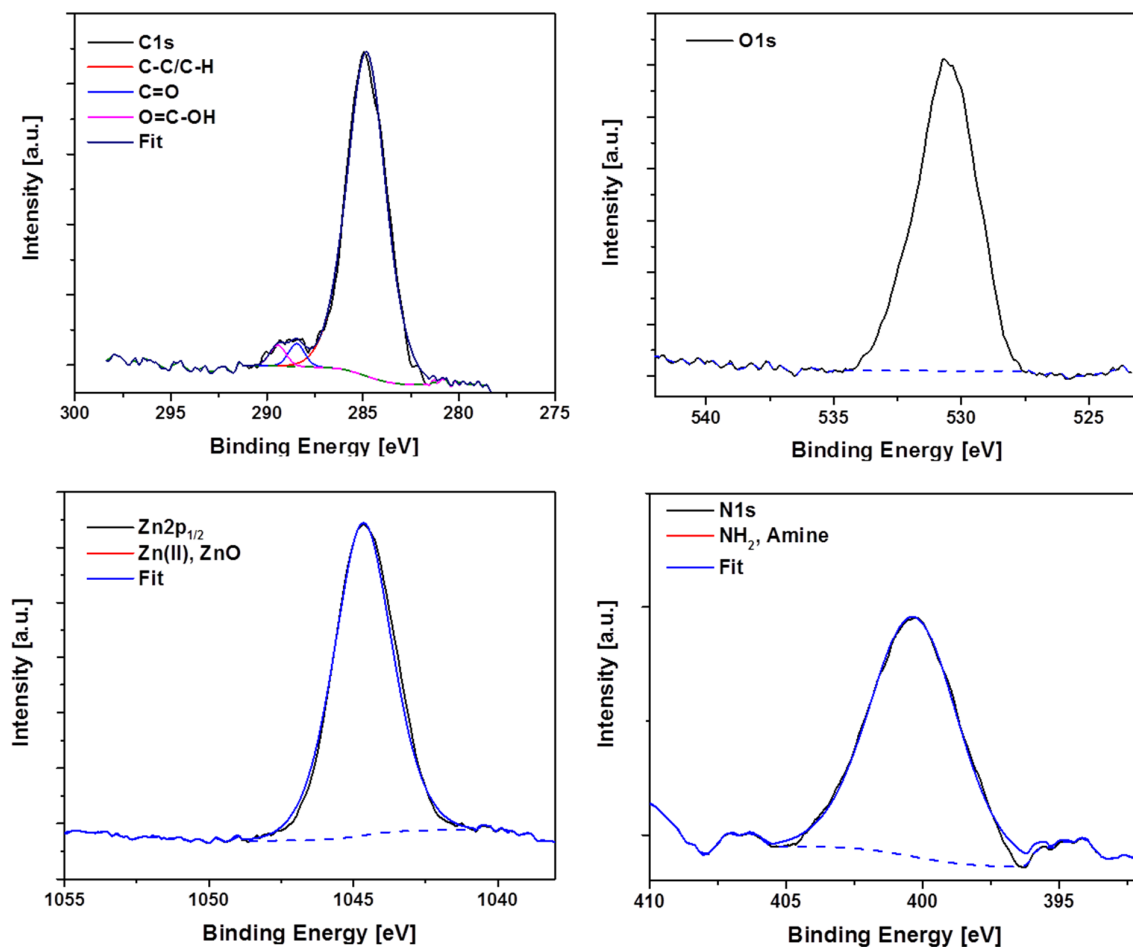 C1s
C-C/C-H
C=O
O=C-OH
Fit
Intensity [a.u.]
300 295 290 285 280 275
Binding Energy [eV]
O1s
Intensity [a.u.]
540 535 530 525
Binding Energy [eV]
Zn2p1/2
Zn(II), ZnO
Fit
Intensity [a.u.]
1055 1050 1045 1040
Binding Energy [eV]
N1s
NH2, Amine
Fit
Intensity [a.u.]
410 405 400 395
Binding Energy [eV]